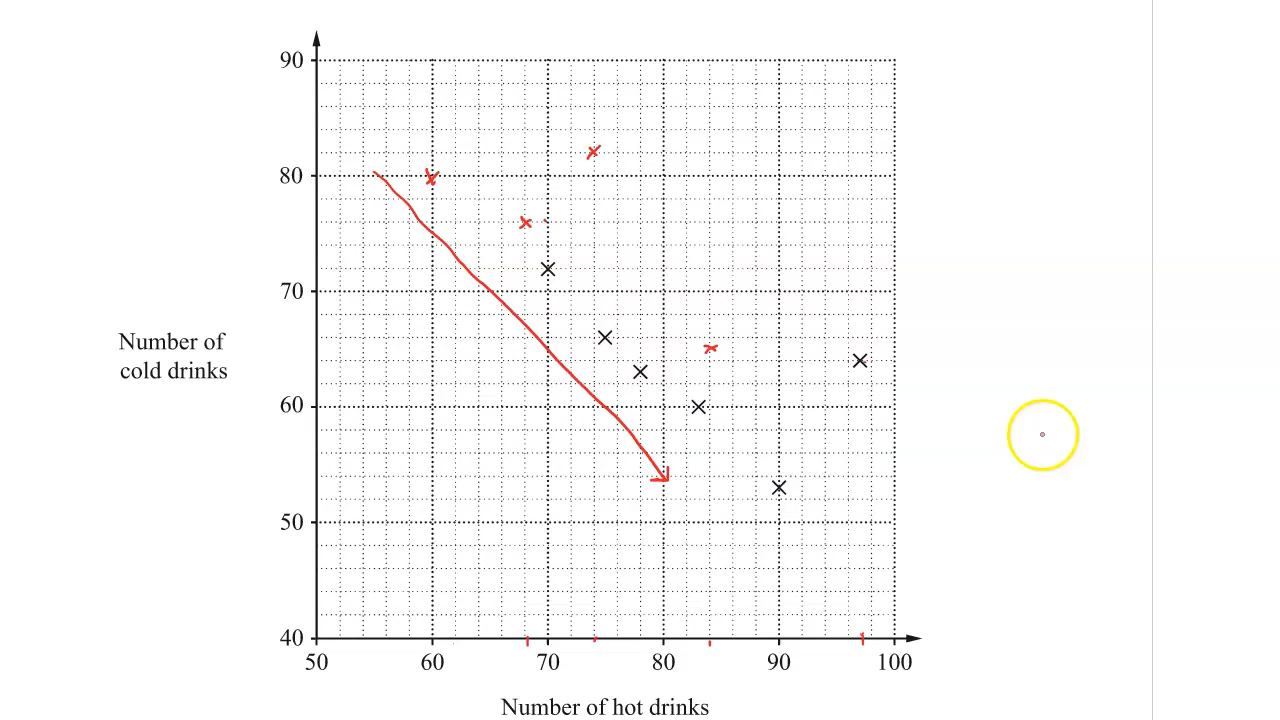 90
80
70
Number of
cold drinks
60
50
40
50 60 70 80 90 100
Number of hot drinks